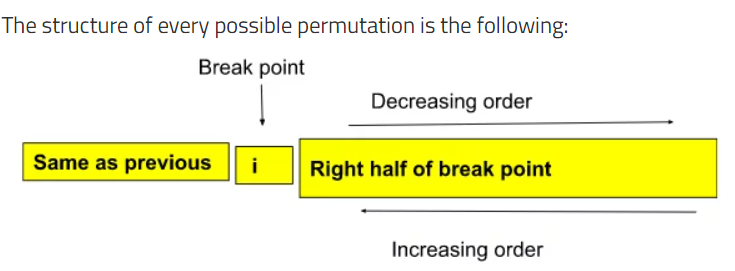 The structure of every possible permutation is the following:
Break point
Decreasing order
Same as previous
i
Right half of break point
Increasing order